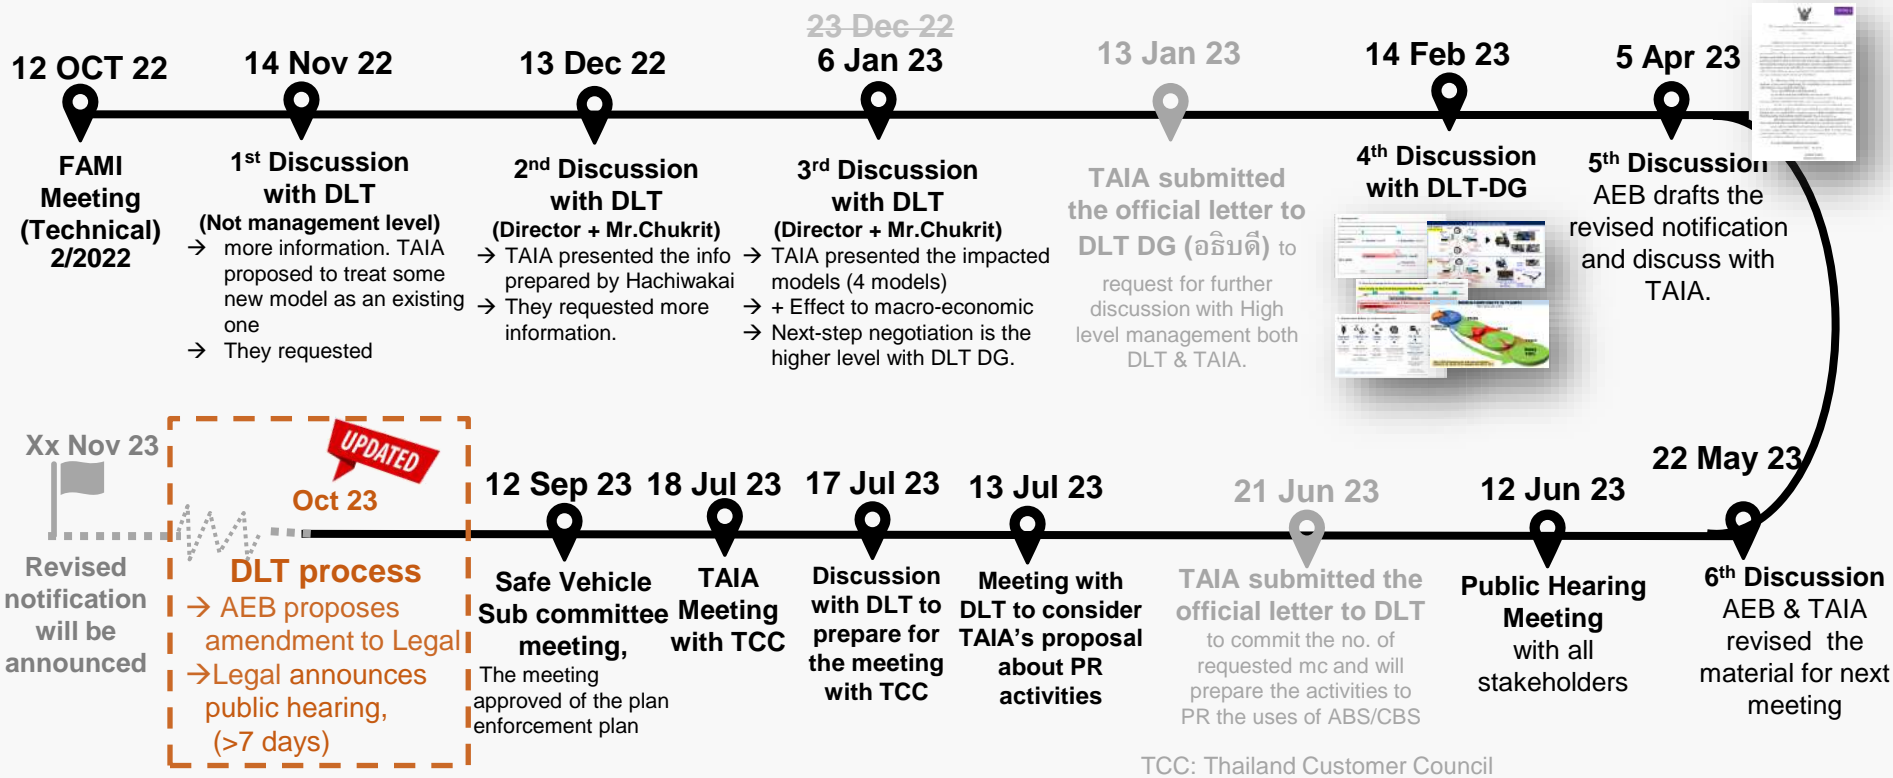 12 OCT 22
FAMI
Meeting
(Technical)
2/2022
14 Nov 22
1st Discussion
with DLT
(Not management level)
→ more information. TAIA
proposed to treat some
new model as an existing
one
→ They requested
13 Dec 22
2nd Discussion
with DLT
(Director + Mr.Chukrit)
→ TAIA presented the info
prepared by Hachiwakai
→ They requested more
information.
23 Dec 22
6 Jan 23
3rd Discussion
with DLT
(Director + Mr.Chukrit)
→ TAIA presented the impacted
models (4 models)
→ + Effect to macro-economic
→ Next-step negotiation is the
higher level with DLT DG.
13 Jan 23
TAIA submitted
the official letter to
DLT DG (อธิบดี) to
request for further
discussion with High
level management both
DLT & TAIA.
14 Feb 23
4th Discussion
with DLT-DG
5 Apr 23
5th Discussion
AEB drafts the
revised notification
and discuss with
TAIA.
22 May 23
6th Discussion
AEB & TAIA
revised the
material for next
meeting
12 Jun 23
Public Hearing
Meeting
with all
stakeholders
21 Jun 23
TAIA submitted the
official letter to DLT
to commit the no. of
requested mc and will
prepare the activities to
PR the uses of ABS/CBS
13 Jul 23
Meeting with
DLT to consider
TAIA's proposal
about PR
activities
17 Jul 23
Discussion
with DLT to
prepare for
the meeting
with TCC
18 Jul 23
TAIA
Meeting
with TCC
12 Sep 23
Safe Vehicle
Sub committee
meeting,
The meeting
approved of the plan
enforcement plan
UPDATED
Oct 23
DLT process
→ AEB proposes
amendment to Legal
→Legal announces
public hearing,
(>7 days)
Xx Nov 23
Revised
notification
will be
announced
TCC: Thailand Customer Council